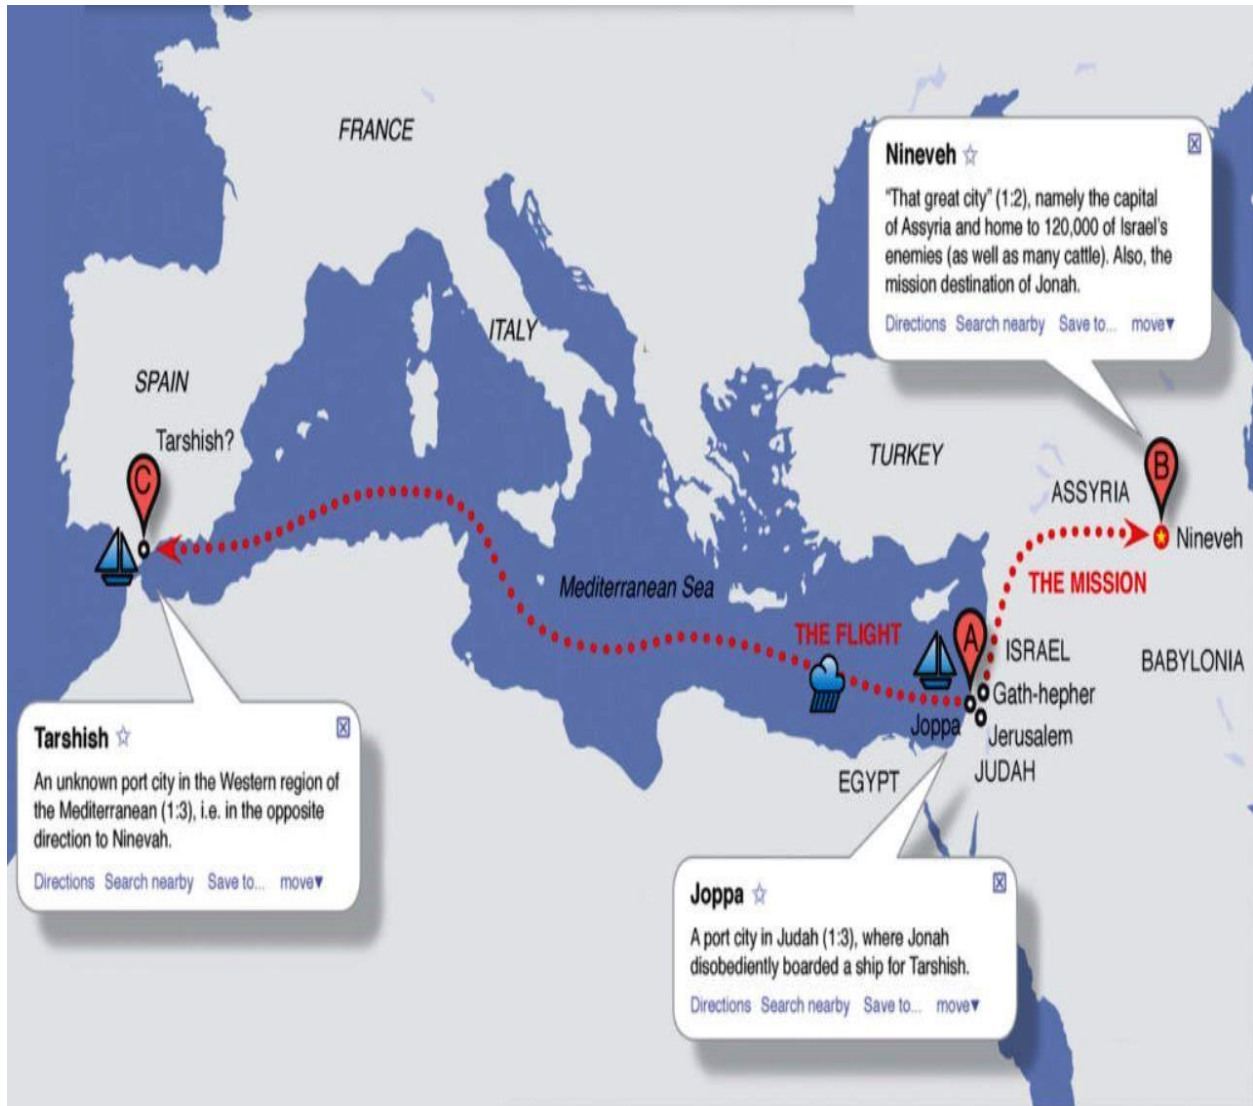 FRANCE
Nineveh ☆
"That great city" (1:2), namely the capital
of Assyria and home to 120,000 of Israel's
enemies (as well as many cattle). Also, the
mission destination of Jonah.
Directions Search nearby Save to... move▼
ITALY
SPAIN
Tarshish?
C
TURKEY
B
ASSYRIA
Nineveh
THE MISSION
Mediterranean Sea
THE FLIGHT
A
ISRAEL
BABYLONIA
Gath-hepher
Joppa
Jerusalem
JUDAH
EGYPT
Tarshish ☆
An unknown port city in the Western region of
the Mediterranean (1:3), i.e. in the opposite
direction to Ninevah.
Directions Search nearby Save to... move▼
Joppa ☆
A port city in Judah (1:3), where Jonah
disobediently boarded a ship for Tarshish.
Directions Search nearby Save to... move▼